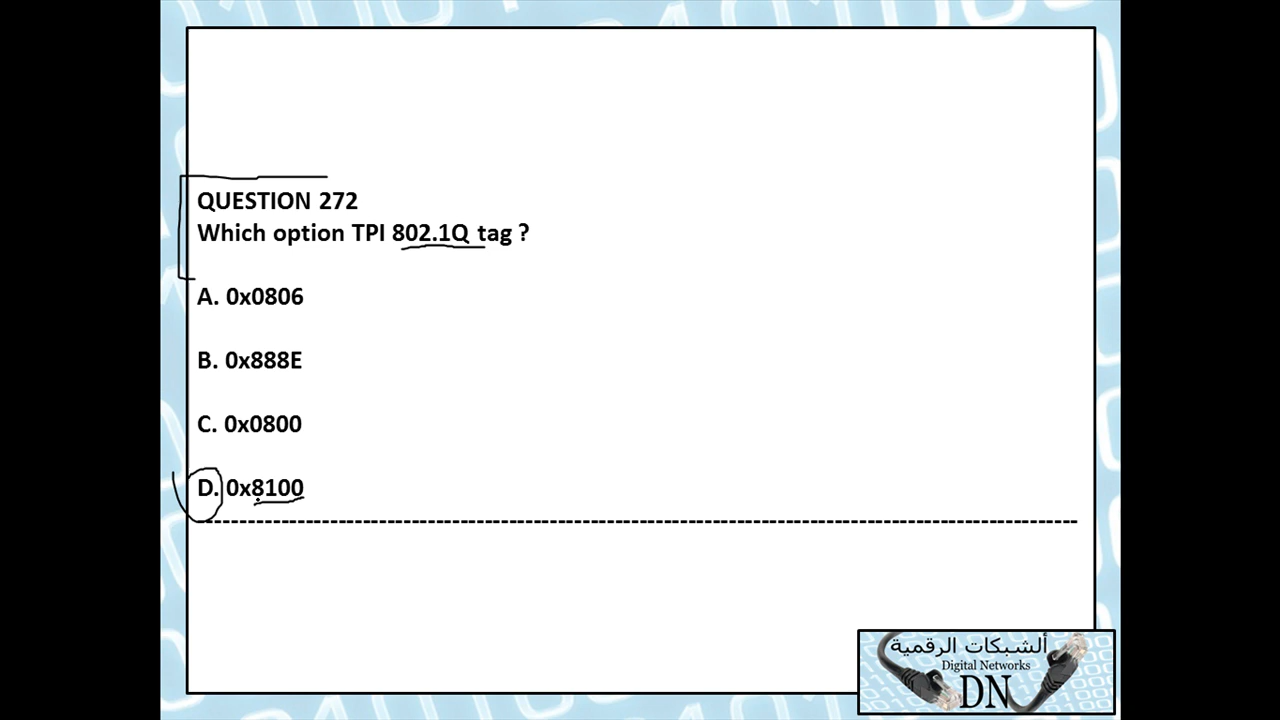 QUESTION 272
Which option TPI 802.1Q tag ?
A. 0x0806
B. 0x888E
C. 0x0800
D. 0x8100
ألشبكات الرقمية
Digital Networks
DN